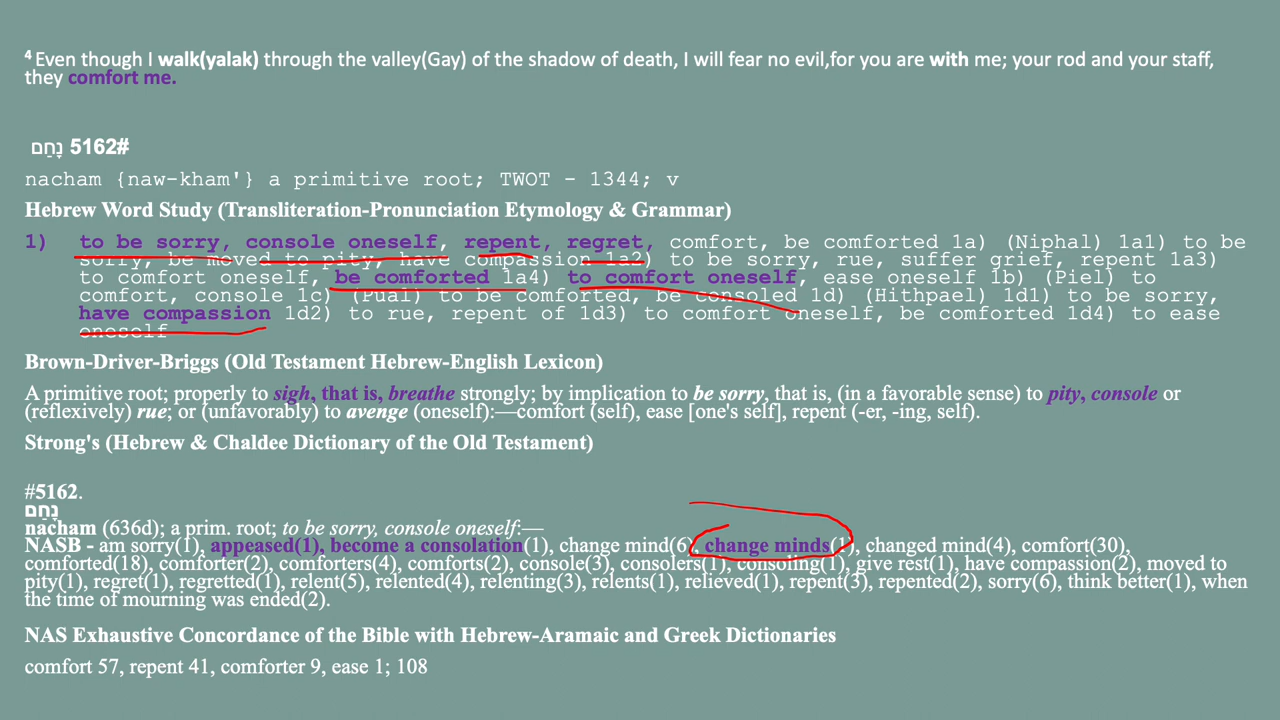 4 Even though I walk(yalak) through the valley(Gay) of the shadow of death, I will fear no evil,for you are with me; your rod and your staff,
they comfort me.
נָחַם 5162#
nacham {naw-kham'} a primitive root; TWOT - 1344; v
Hebrew Word Study (Transliteration-Pronunciation Etymology & Grammar)
1) to be sorry, console oneself, repent, regret, comfort, be comforted 1a) (Niphal) 1a1) to be
sorry, be moved to pity, have compassion 1a2) to be sorry, rue, suffer grief, repent 1a3)
to comfort oneself, be comforted 1a4) to comfort oneself, ease oneself 1b) (Piel) to
comfort, console 1c) (Pual) to be comforted, be consoled 1d) (Hithpael) 1d1) to be sorry,
have compassion 1d2) to rue, repent of 1d3) to comfort oneself, be comforted 1d4) to ease
oneself
Brown-Driver-Briggs (Old Testament Hebrew-English Lexicon)
A primitive root; properly to sigh, that is, breathe strongly; by implication to be sorry, that is, (in a favorable sense) to pity, console or
(reflexively) rue; or (unfavorably) to avenge (oneself):—comfort (self), ease [one's self], repent (-er, -ing, self).
Strong's (Hebrew & Chaldee Dictionary of the Old Testament)
#5162.
נָחַם
nacham (636d); a prim. root; to be sorry, console oneself:—
NASB - am sorry(1), appeased(1), become a consolation(1), change mind(6), change minds(1), changed mind(4), comfort(30),
comforted(18), comforter(2), comforters(4), comforts(2), console(3), consolers(1), consoling(1), give rest(1), have compassion(2), moved to
pity(1), regret(1), regretted(1), relent(5), relented(4), relenting(3), relents(1), relieved(1), repent(3), repented(2), sorry(6), think better(1), when
the time of mourning was ended(2).
NAS Exhaustive Concordance of the Bible with Hebrew-Aramaic and Greek Dictionaries
comfort 57, repent 41, comforter 9, ease 1; 108